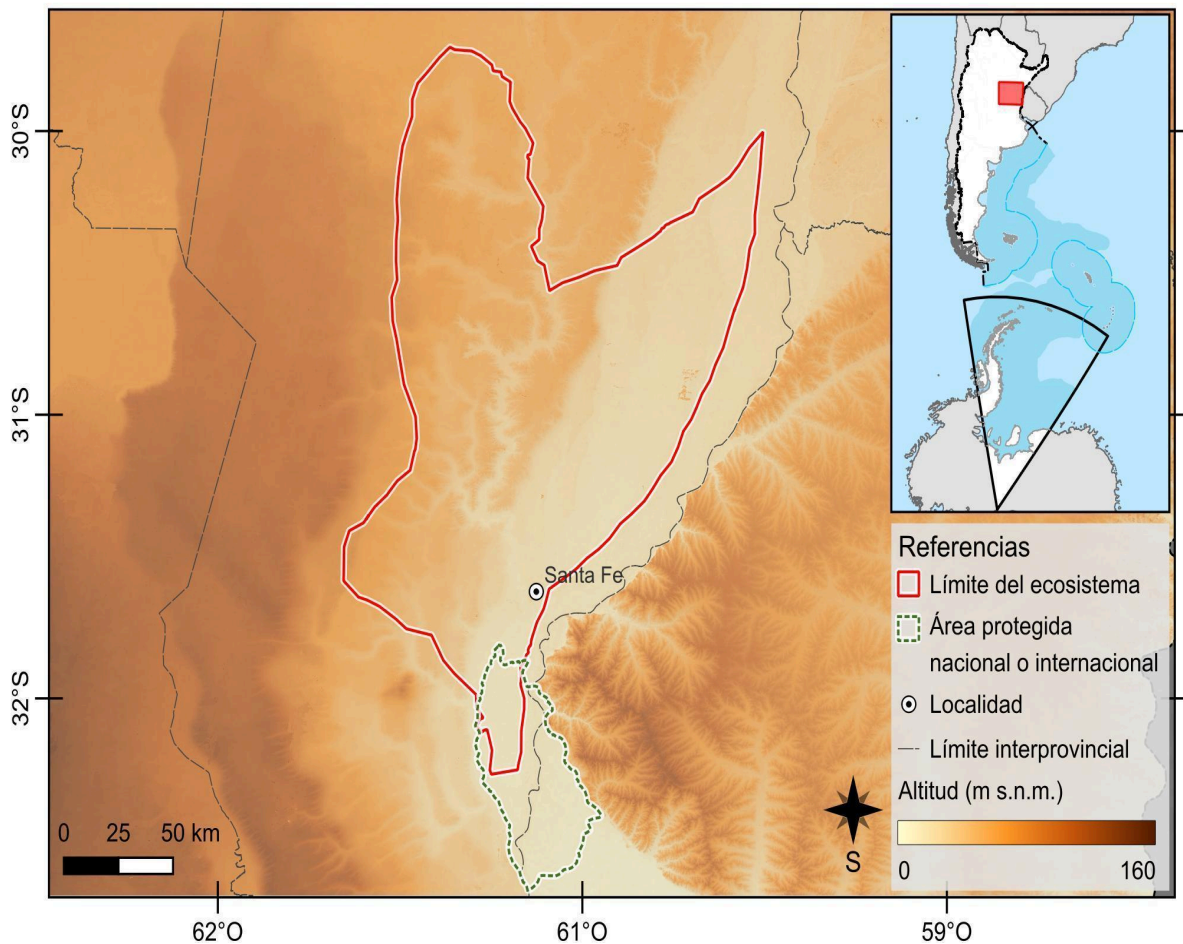 30°S
31°S
32°S
Santa Fe
0 25 50 km
S
62°O
61°O
59°O
Referencias
Límite del ecosistema
Área protegida
nacional o internacional
Localidad
Límite interprovincial
Altitud (m s.n.m.)
0 160